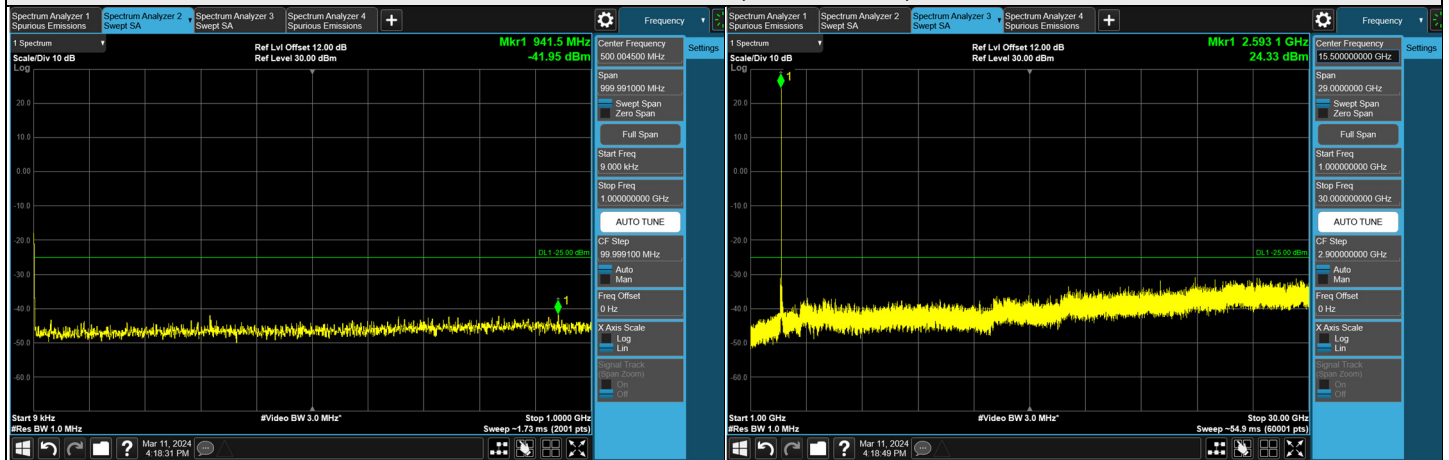 Spectrum Analyzer 1
Spurious Emissions
Spectrum Analyzer 2
Swept SA
Spectrum Analyzer 3
Swept SA
Spectrum Analyzer 4
Spurious Emissions
+
Frequency
1 Spectrum
Scale/Div 10 dB
Log
Ref Lvl Offset 12.00 dB
Ref Level 30.00 dBm
Mkr1 941.5 MHz
-41.95 dBm
20.0
10.0
0.00
-10.0
-20.0
-30.0
-40.0
-50.0
-60.0
DL1 -25.00 dBm
1
Start 9 kHz
#Res BW 1.0 MHz
#Video BW 3.0 MHz*
Stop 1.0000 GHz
Sweep ~1.73 ms (2001 pts)
Mar 11, 2024
4:18:31 PM
Settings
Center Frequency
500.004500 MHz
Span
999.991000 MHz
Swept Span
Zero Span
Full Span
Start Freq
9.000 kHz
Stop Freq
1.000000000 GHz
AUTO TUNE
CF Step
99.999100 MHz
Auto
Man
Freq Offset
0 Hz
X Axis Scale
Log
Lin
Signal Track
(Span Zoom)
On
Off
Spectrum Analyzer 1
Spurious Emissions
Spectrum Analyzer 2
Swept SA
Spectrum Analyzer 3
Swept SA
Spectrum Analyzer 4
Spurious Emissions
+
Frequency
1 Spectrum
Scale/Div 10 dB
Log
Ref Lvl Offset 12.00 dB
Ref Level 30.00 dBm
Mkr1 2.593 1 GHz
24.33 dBm
1
20.0
10.0
0.00
-10.0
-20.0
-30.0
-40.0
-50.0
-60.0
DL1 -25.00 dBm
Start 1.00 GHz
#Res BW 1.0 MHz
#Video BW 3.0 MHz*
Stop 30.00 GHz
Sweep ~54.9 ms (60001 pts)
Mar 11, 2024
4:18:49 PM
Settings
Center Frequency
15.500000000 GHz
Span
29.0000000 GHz
Swept Span
Zero Span
Full Span
Start Freq
1.000000000 GHz
Stop Freq
30.000000000 GHz
AUTO TUNE
CF Step
2.900000000 GHz
Auto
Man
Freq Offset
0 Hz
X Axis Scale
Log
Lin
Signal Track
(Span Zoom)
On
Off